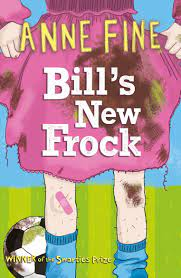 ANNE FINE
Bill's
New
Frock
WINNER of the Smarties Prize